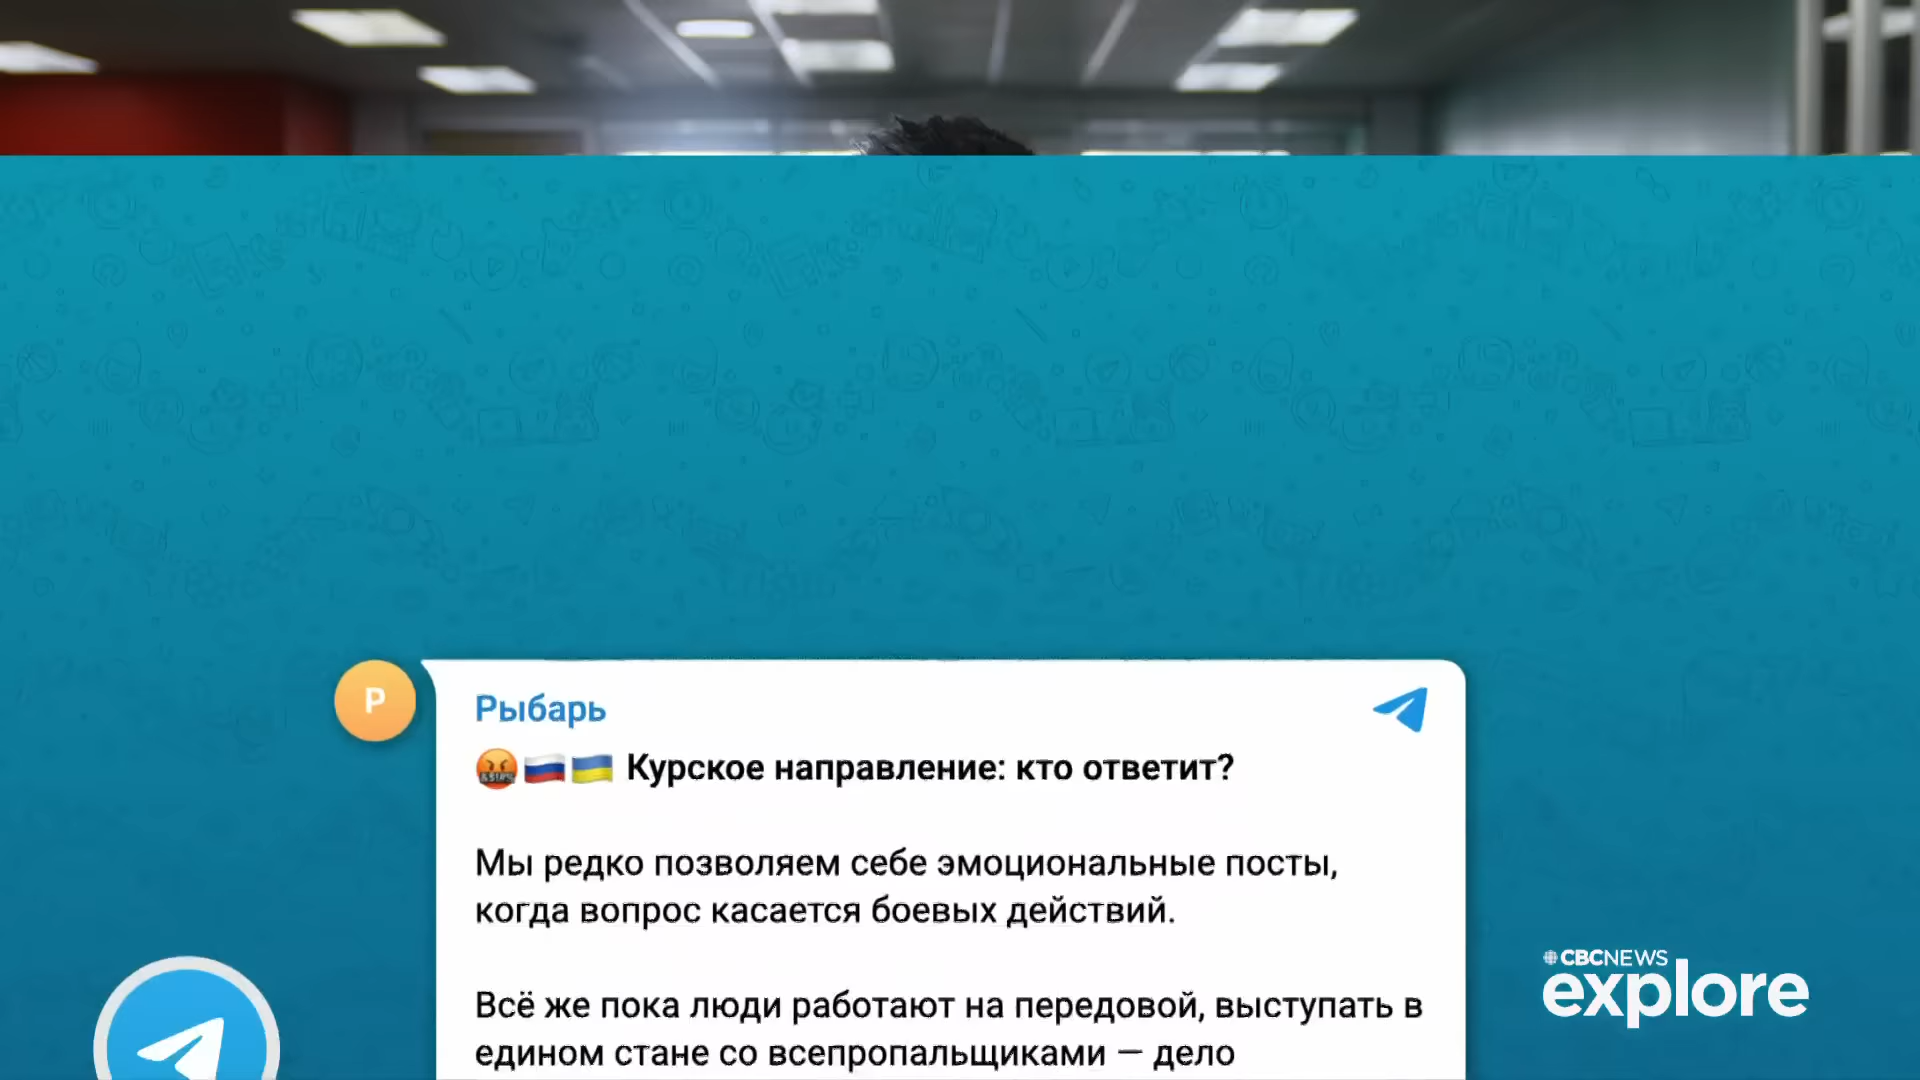 Р
Рыбарь
Курское направление: кто ответит?
Мы редко позволяем себе эмоциональные посты,
когда вопрос касается боевых действий.
Всё же пока люди работают на передовой, выступать в
едином стане со всепропальщиками — дело
CBCNEWS
explore